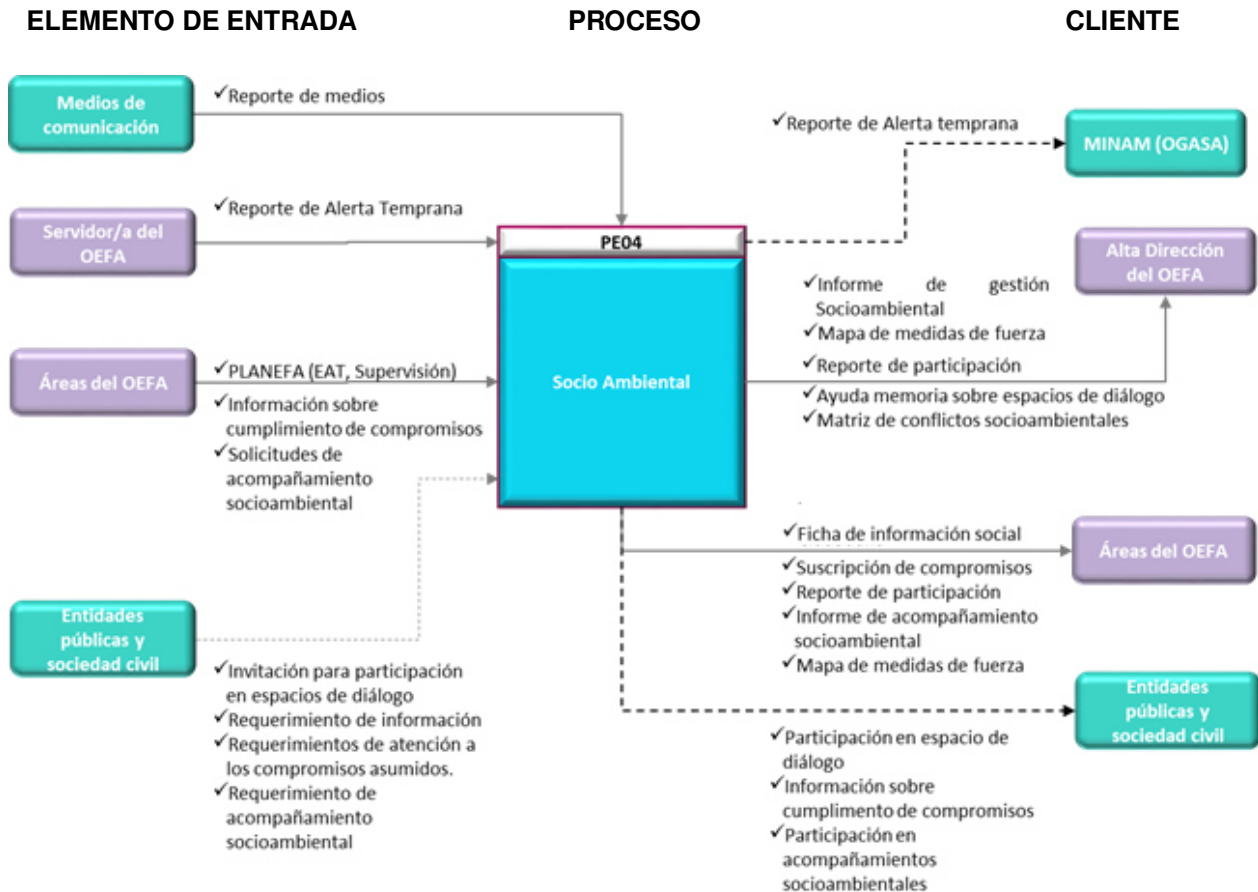 ELEMENTO DE ENTRADA
PROCESO
CLIENTE
Medios de
comunicación
✓Reporte de medios
Servidor/a del
OEFA
✓Reporte de Alerta Temprana
Áreas del OEFA
✓PLANEFA (EAT, Supervisión)
✓Información sobre
cumplimiento de compromisos
✓Solicitudes de
acompañamiento
socioambiental
Entidades
públicas y
sociedad civil
✓Invitación para participación
en espacios de diálogo
✓Requerimiento de información
✓Requerimientos de atención a
los compromisos asumidos.
✓Requerimiento de
acompañamiento
socioambiental
PE04
Socio Ambiental
✓Reporte de Alerta temprana
MINAM (OGASA)
✓Informe de gestión
Socioambiental
✓Mapa de medidas de fuerza
✓Reporte de participación
✓Ayuda memoria sobre espacios de diálogo
✓Matriz de conflictos socioambientales
Alta Dirección
del OEFA
✓Ficha de información social
✓Suscripción de compromisos
✓Reporte de participación
✓Informe de acompañamiento
socioambiental
✓Mapa de medidas de fuerza
Áreas del OEFA
✓Participación en espacio de
diálogo
✓Información sobre
cumplimento de compromisos
✓Participación en
acompañamientos
socioambientales
Entidades
públicas y
sociedad civil